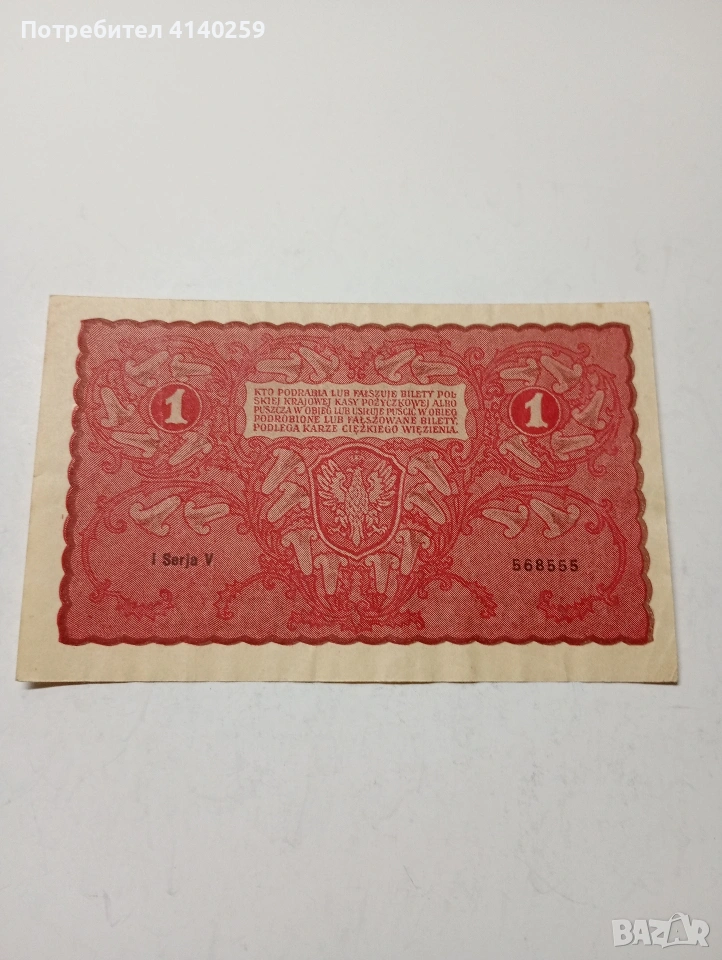 Потребител 4140259
KTO PODRABIA LUB FAŁSZUJE BILETY POL
SKIEJ KRAJOWEJ KASY POŻYCZKOWEJ ALBO
PUSZCZA W OBIEG LUB USIŁUJE PUŚCIĆ W OBIEG
PODROBIONE LUB FAŁSZOWANE BILETY,
PODLEGA KARZE CIĘŻKIEGO WIĘZIENIA.
1 1
I Serja V 568555
BAZAR